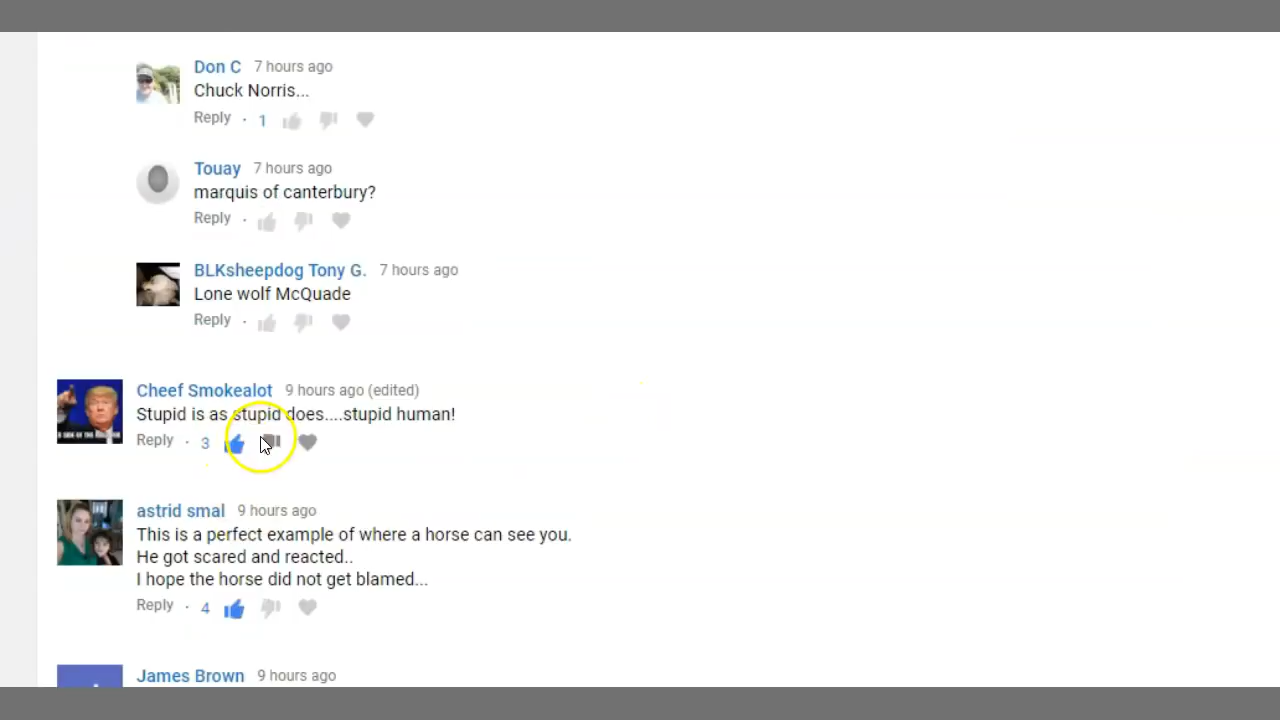 Don C 7 hours ago
Chuck Norris...
Reply · 1
Touay 7 hours ago
marquis of canterbury?
Reply ·
BLKsheepdog Tony G. 7 hours ago
Lone wolf McQuade
Reply ·
Cheef Smokealot 9 hours ago (edited)
Stupid is as stupid does....stupid human!
Reply · 3
astrid smal 9 hours ago
This is a perfect example of where a horse can see you.
He got scared and reacted..
I hope the horse did not get blamed...
Reply · 4
James Brown 9 hours ago